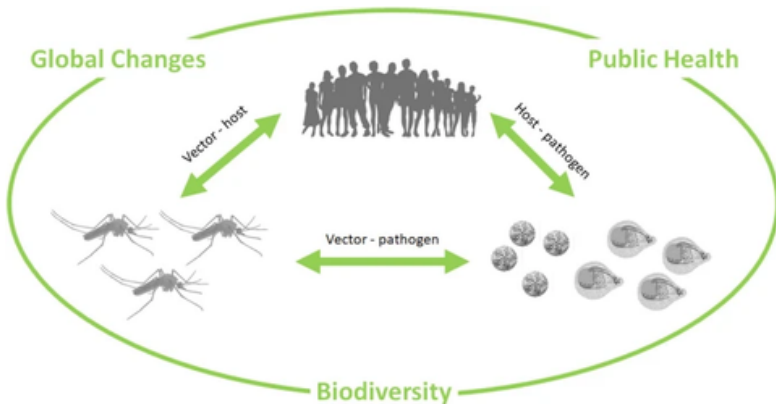 Global Changes
Public Health
Vector - host
Host - pathogen
Vector - pathogen
Biodiversity